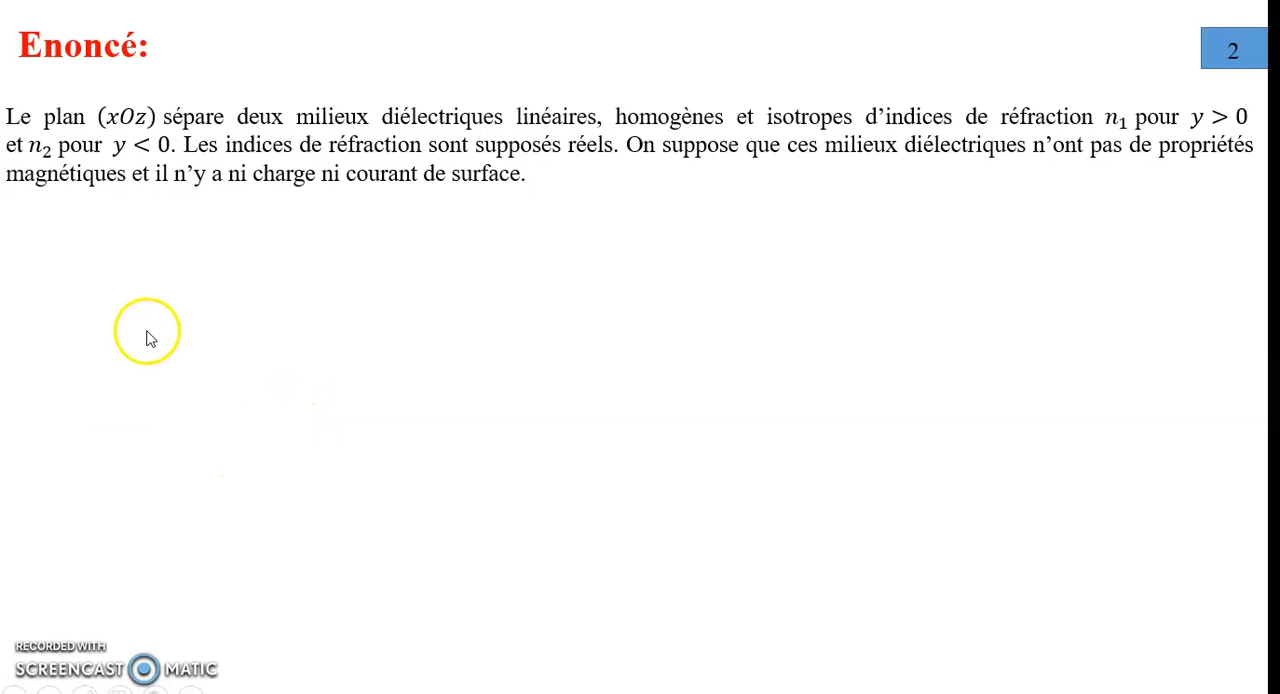 Enoncé:
2
Le plan (xOz) sépare deux milieux diélectriques linéaires, homogènes et isotropes d’indices de réfraction n₁ pour y > 0
et n₂ pour y < 0. Les indices de réfraction sont supposés réels. On suppose que ces milieux diélectriques n’ont pas de propriétés
magnétiques et il n’y a ni charge ni courant de surface.
RECORDED WITH
SCREENCAST MATIC